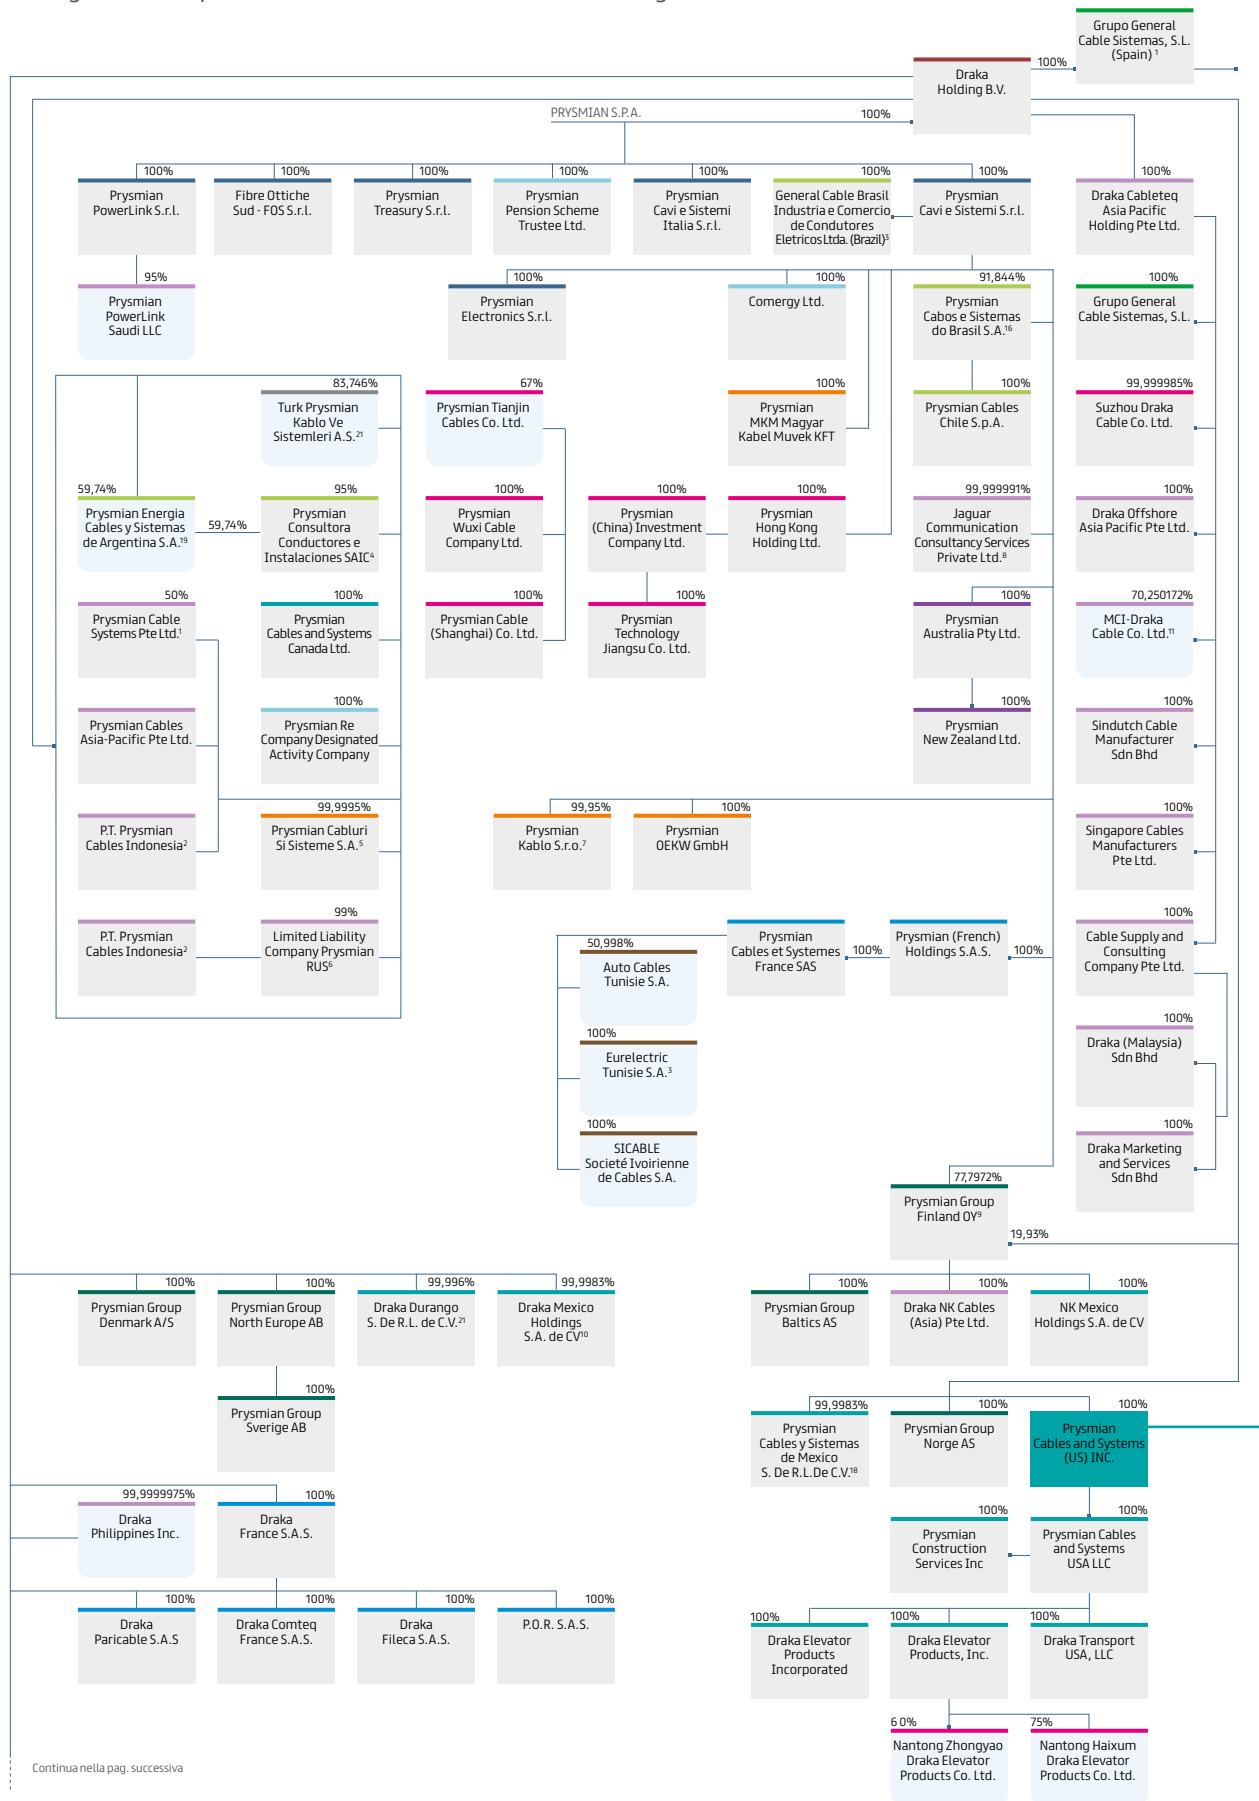 Grupo General
Cable Sistemas, S.L.
(Spain) ¹
100%
Draka
Holding B.V.
PRYSMIAN S.P.A.
100%
100%
Prysmian
PowerLink S.r.l.
100%
Fibre Ottiche
Sud - FOS S.r.l.
100%
Prysmian
Treasury S.r.l.
100%
Prysmian
Pension Scheme
Trustee Ltd.
100%
Prysmian
Cavi e Sistemi
Italia S.r.l.
100%
General Cable Brasil
Industria e Comercio
de Condutores
Eletricos Ltda. (Brazil)³
100%
Prysmian
Cavi e Sistemi S.r.l.
100%
Draka Cableteq
Asia Pacific
Holding Pte Ltd.
95%
Prysmian
PowerLink
Saudi LLC
100%
Prysmian
Electronics S.r.l.
100%
Comergy Ltd.
91,844%
Prysmian
Cabos e Sistemas
do Brasil S.A.¹⁶
100%
Grupo General
Cable Sistemas, S.L.
83,746%
Turk Prysmian
Kablo Ve
Sistemleri A.S.²¹
67%
Prysmian Tianjin
Cables Co. Ltd.
100%
Prysmian
MKM Magyar
Kabel Muvek KFT
100%
Prysmian Cables
Chile S.p.A.
99,999985%
Suzhou Draka
Cable Co. Ltd.
59,74%
Prysmian Energia
Cables y Sistemas
de Argentina S.A.¹⁹
59,74%
95%
Prysmian
Consultora
Conductores e
Instalaciones SAIC⁴
100%
Prysmian
Wuxi Cable
Company Ltd.
100%
Prysmian
(China) Investment
Company Ltd.
100%
Prysmian
Hong Kong
Holding Ltd.
99,999991%
Jaguar
Communication
Consultancy Services
Private Ltd.⁸
100%
Draka Offshore
Asia Pacific Pte Ltd.
50%
Prysmian Cable
Systems Pte Ltd.¹
100%
Prysmian
Cables and Systems
Canada Ltd.
100%
Prysmian Cable
(Shanghai) Co. Ltd.
100%
Prysmian
Technology
Jiangsu Co. Ltd.
100%
Prysmian
Australia Pty Ltd.
70,250172%
MCI-Draka
Cable Co. Ltd.¹¹
Prysmian Cables
Asia-Pacific Pte Ltd.
100%
Prysmian Re
Company Designated
Activity Company
100%
Prysmian
New Zealand Ltd.
100%
Sindutch Cable
Manufacturer
Sdn Bhd
P.T. Prysmian
Cables Indonesia²
99,9995%
Prysmian Cabluri
Si Sisteme S.A.⁵
99,95%
Prysmian
Kablo S.r.o.⁷
100%
Prysmian
OEKW GmbH
100%
Singapore Cables
Manufacturers
Pte Ltd.
P.T. Prysmian
Cables Indonesia²
99%
Limited Liability
Company Prysmian
RUS⁶
Prysmian
Cables et Systemes
France SAS
100%
Prysmian (French)
Holdings S.A.S.
100%
100%
Cable Supply and
Consulting
Company Pte Ltd.
50,998%
Auto Cables
Tunisie S.A.
100%
Eurelectric
Tunisie S.A.³
100%
SICABLE
Societé Ivoirienne
de Cables S.A.
100%
Draka (Malaysia)
Sdn Bhd
100%
Draka Marketing
and Services
Sdn Bhd
77,7972%
Prysmian Group
Finland OY⁹
19,93%
100%
Prysmian Group
Denmark A/S
100%
Prysmian Group
North Europe AB
99,996%
Draka Durango
S. De R.L. de C.V.²¹
99,9983%
Draka Mexico
Holdings
S.A. de CV¹⁰
100%
Prysmian Group
Baltics AS
100%
Draka NK Cables
(Asia) Pte Ltd.
100%
NK Mexico
Holdings S.A. de CV
100%
Prysmian Group
Sverige AB
99,9983%
Prysmian
Cables y Sistemas
de Mexico
S. De R.L.De C.V.¹⁸
100%
Prysmian Group
Norge AS
100%
Prysmian
Cables and Systems
(US) INC.
99,9999975%
Draka
Philippines Inc.
100%
Draka
France S.A.S.
100%
Prysmian
Construction
Services Inc
100%
Prysmian Cables
and Systems
USA LLC
100%
Draka
Paricable S.A.S
100%
Draka Comteq
France S.A.S.
100%
Draka
Fileca S.A.S.
100%
P.O.R. S.A.S.
100%
Draka Elevator
Products
Incorporated
100%
Draka Elevator
Products, Inc.
100%
Draka Transport
USA, LLC
60%
Nantong Zhongyao
Draka Elevator
Products Co. Ltd.
75%
Nantong Haixum
Draka Elevator
Products Co. Ltd.
Continua nella pag. successiva